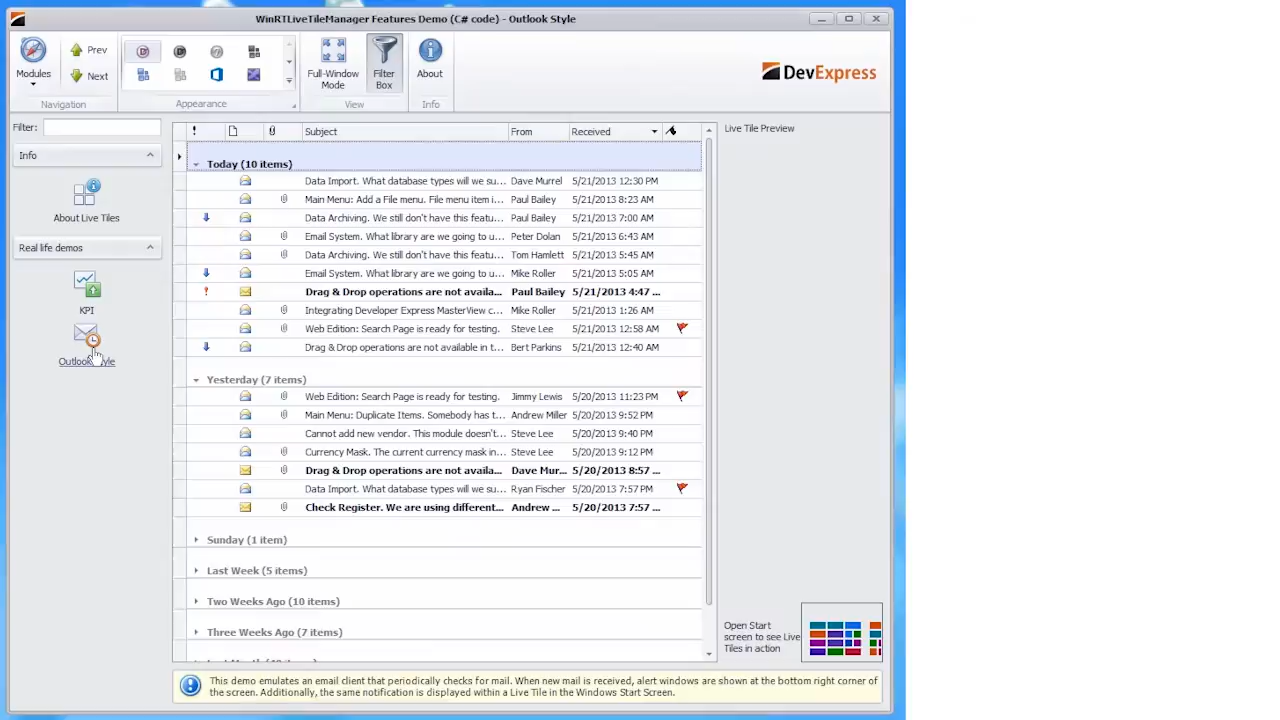 WinRTLiveTileManager Features Demo (C# code) - Outlook Style
Modules
Prev
Next
Navigation
Appearance
Full-Window
Mode
Filter
Box
View
About
Info
DevExpress
Filter:
Info
About Live Tiles
Real life demos
KPI
Outlook Style
! Subject From Received
Today (10 items)
Data Import. What database types will we su... Dave Murrel 5/21/2013 12:30 PM
Main Menu: Add a File menu. File menu item i... Paul Bailey 5/21/2013 8:23 AM
Data Archiving. We still don't have this featu... Paul Bailey 5/21/2013 7:00 AM
Email System. What library are we going to u... Peter Dolan 5/21/2013 6:43 AM
Data Archiving. We still don't have this featu... Tom Hamlett 5/21/2013 5:45 AM
Email System. What library are we going to u... Mike Roller 5/21/2013 5:05 AM
Drag & Drop operations are not availa... Paul Bailey 5/21/2013 4:47 ...
Integrating Developer Express MasterView c... Mike Roller 5/21/2013 1:26 AM
Web Edition: Search Page is ready for testing. Steve Lee 5/21/2013 12:58 AM
Drag & Drop operations are not available in t... Bert Parkins 5/21/2013 12:40 AM
Yesterday (7 items)
Web Edition: Search Page is ready for testing. Jimmy Lewis 5/20/2013 11:23 PM
Main Menu: Duplicate Items. Somebody has t... Andrew Miller 5/20/2013 9:52 PM
Cannot add new vendor. This module doesn't... Steve Lee 5/20/2013 9:40 PM
Currency Mask. The current currency mask in... Steve Lee 5/20/2013 9:12 PM
Drag & Drop operations are not availa... Dave Mur... 5/20/2013 8:57 ...
Data Import. What database types will we su... Ryan Fischer 5/20/2013 7:57 PM
Check Register. We are using different... Andrew ... 5/20/2013 7:57 ...
Sunday (1 item)
Last Week (5 items)
Two Weeks Ago (10 items)
Three Weeks Ago (7 items)
Live Tile Preview
Open Start
screen to see Live
Tiles in action
This demo emulates an email client that periodically checks for mail. When new mail is received, alert windows are shown at the bottom right corner of
the screen. Additionally, the same notification is displayed within a Live Tile in the Windows Start Screen.